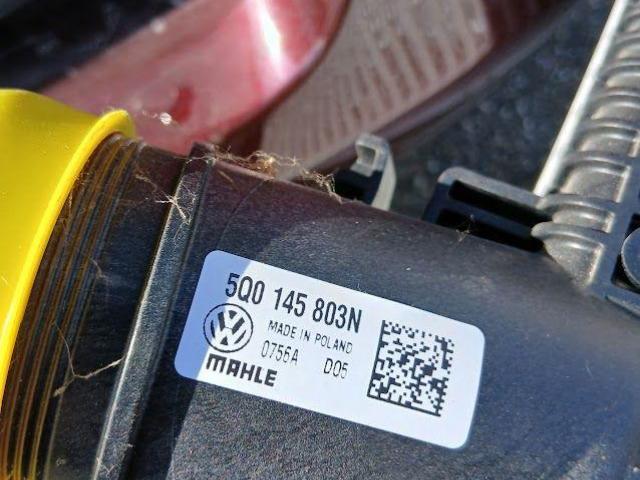 5Q0 145 803N
MADE IN POLAND
0756A D05
MAHLE